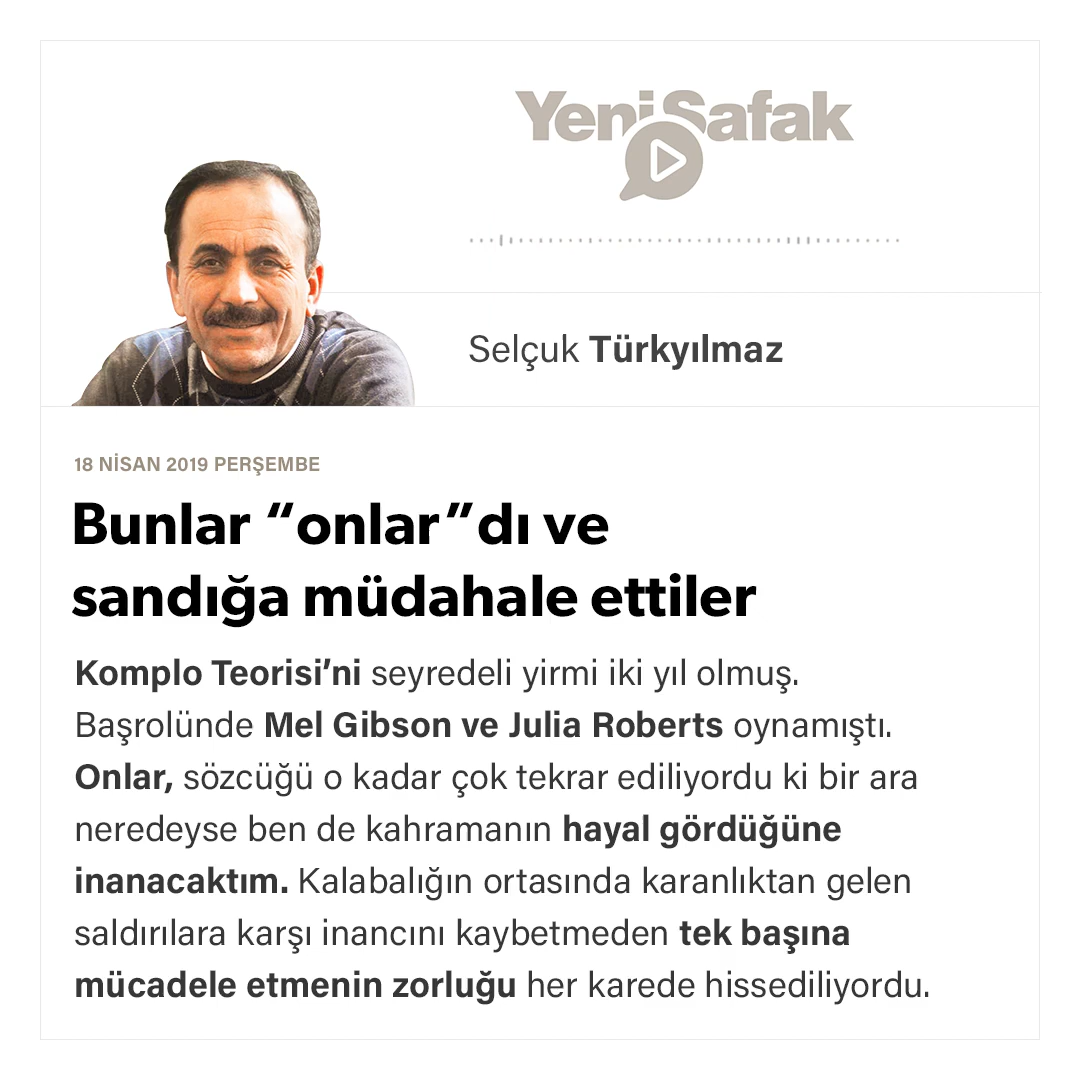 YeniŞafak
Selçuk Türkyılmaz
18 NİSAN 2019 PERŞEMBE
Bunlar “onlar”dı ve
sandığa müdahale ettiler
Komplo Teorisi’ni seyredeli yirmi iki yıl olmuş.
Başrolünde Mel Gibson ve Julia Roberts oynamıştı.
Onlar, sözcüğü o kadar çok tekrar ediliyordu ki bir ara
neredeyse ben de kahramanın hayal gördüğüne
inanacaktım. Kalabalığın ortasında karanlıktan gelen
saldırılara karşı inancını kaybetmeden tek başına
mücadele etmenin zorluğu her karede hissediliyordu.